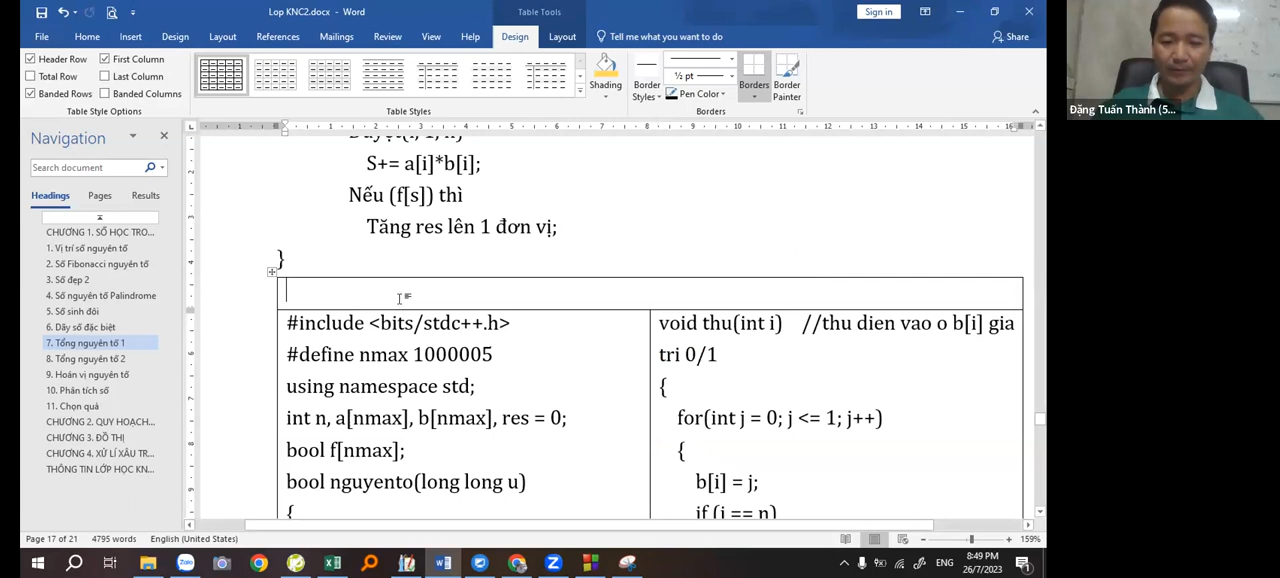 Lop KNC2.docx - Word
Table Tools
Sign in
File
Home
Insert
Design
Layout
References
Mailings
Review
View
Help
Design
Layout
Tell me what you want to do
Share
Header Row
First Column
Total Row
Last Column
Banded Rows
Banded Columns
Table Style Options
Table Styles
Shading
Border Styles
½ pt
Pen Color
Borders
Border Painter
Borders
Đặng Tuấn Thành (5...
Navigation
Search document
Headings
Pages
Results
CHƯƠNG 1. SỐ HỌC TRO...
1. Vị trí số nguyên tố
2. Số Fibonacci nguyên tố
3. Số đẹp 2
4. Số nguyên tố Palindrome
5. Số sinh đôi
6. Dãy số đặc biệt
7. Tổng nguyên tố 1
8. Tổng nguyên tố 2
9. Hoán vị nguyên tố
10. Phân tích số
11. Chọn quà
CHƯƠNG 2. QUY HOẠCH...
CHƯƠNG 3. ĐỒ THỊ
CHƯƠNG 4. XỬ LÍ XÂU TR...
THÔNG TIN LỚP HỌC KN...
S+= a[i]*b[i];
Nếu (f[s]) thì
Tăng res lên 1 đơn vị;
}
#include <bits/stdc++.h>
#define nmax 1000005
using namespace std;
int n, a[nmax], b[nmax], res = 0;
bool f[nmax];
bool nguyento(long long u)
{
void thu(int i) //thu dien vao o b[i] gia
tri 0/1
{
for(int j = 0; j <= 1; j++)
{
b[i] = j;
if (i == n)
Page 17 of 21
4795 words
English (United States)
159%
ENG
8:49 PM
26/7/2023